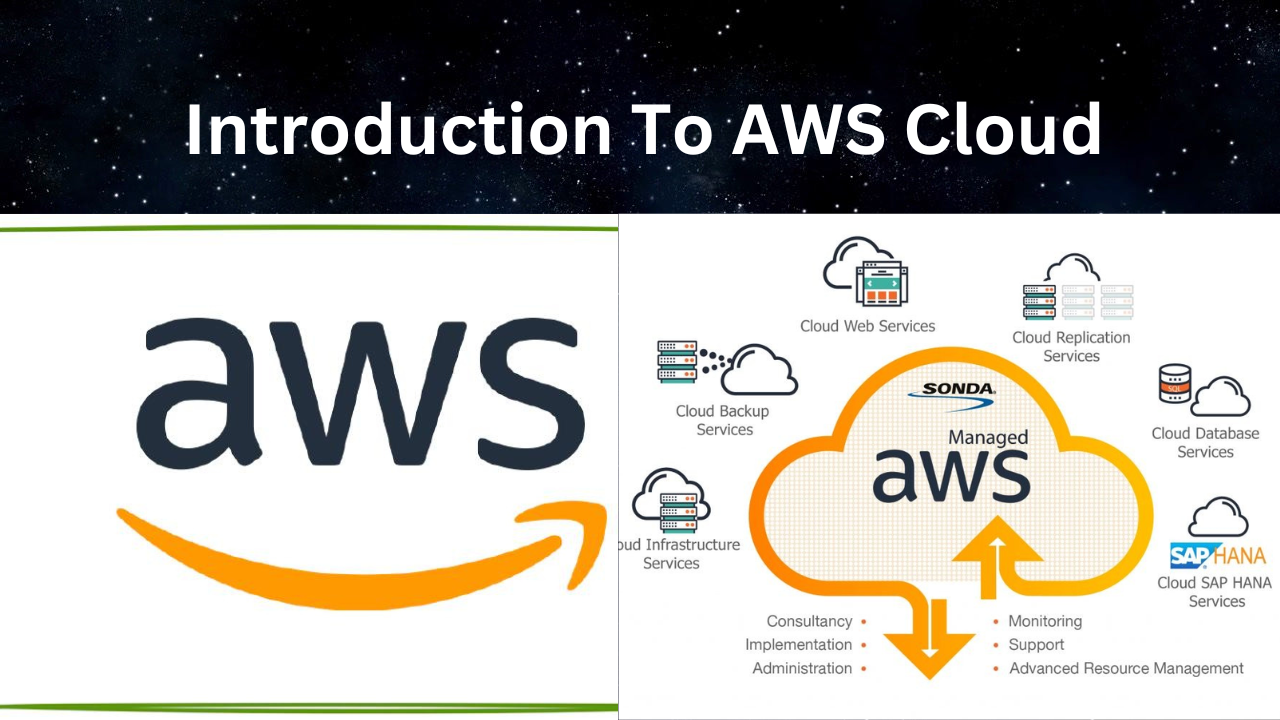 Introduction To AWS Cloud
aws
Cloud Web Services
Cloud Replication
Services
Cloud Backup
Services
SONDA®
Managed
aws
SQL
Cloud Database
Services
oud Infrastructure
Services
SAP® HANA
Cloud SAP HANA
Services
Consultancy •
Implementation •
Administration •
• Monitoring
• Support
• Advanced Resource Management